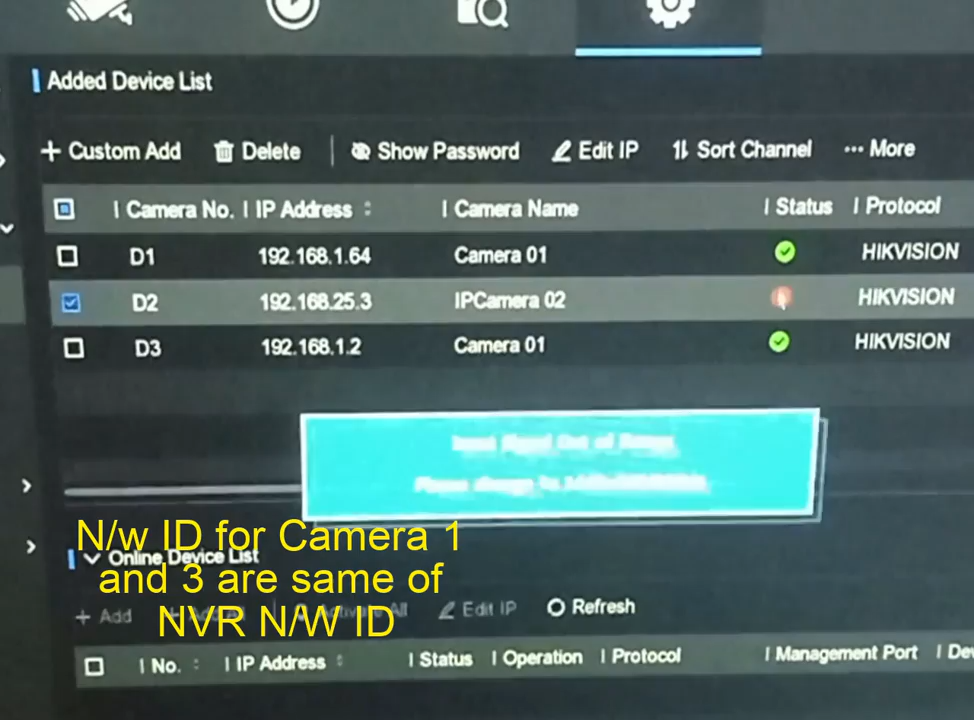 Added Device List
+ Custom Add Delete Show Password Edit IP Sort Channel ... More
Camera No. IP Address Camera Name Status Protocol
D1 192.168.1.64 Camera 01 HIKVISION
D2 192.168.25.3 IPCamera 02 HIKVISION
D3 192.168.1.2 Camera 01 HIKVISION
Out of
N/w ID for Camera 1
Online Device List
and 3 are same of
+ Add Edit IP Refresh
NVR N/W ID
No. IP Address Status Operation Protocol Management Port